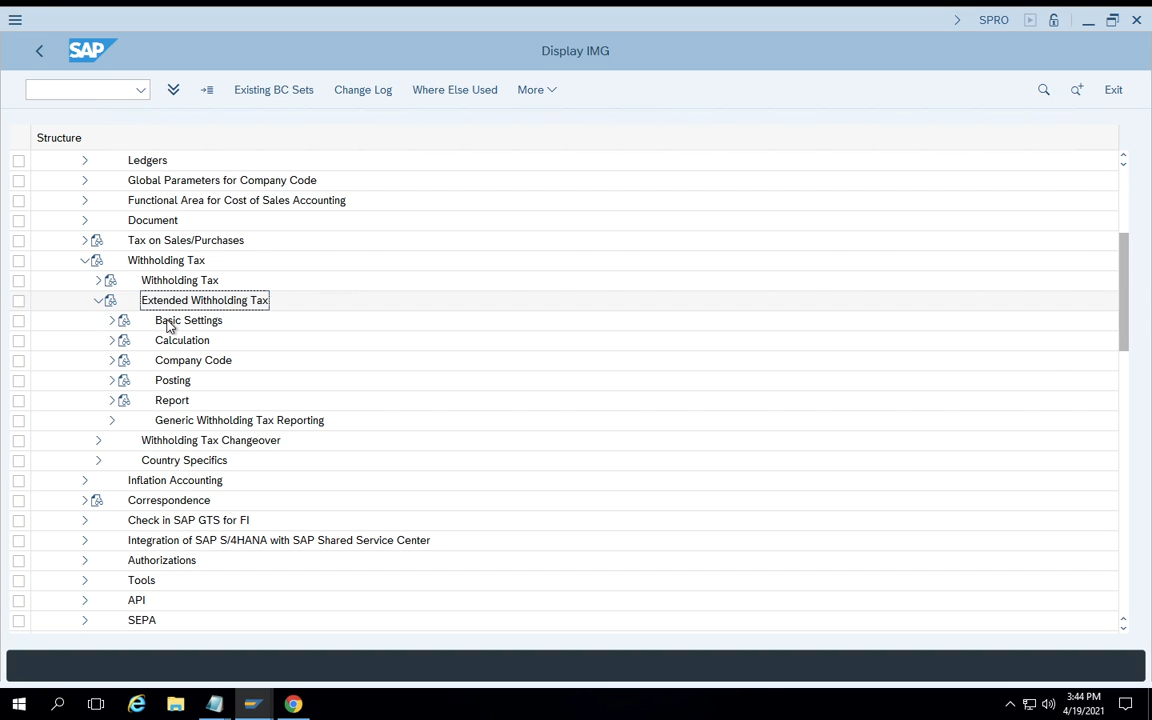 SPRO
SAP
Display IMG
Existing BC Sets Change Log Where Else Used More Exit
Structure
Ledgers
Global Parameters for Company Code
Functional Area for Cost of Sales Accounting
Document
Tax on Sales/Purchases
Withholding Tax
Withholding Tax
Extended Withholding Tax
Basic Settings
Calculation
Company Code
Posting
Report
Generic Withholding Tax Reporting
Withholding Tax Changeover
Country Specifics
Inflation Accounting
Correspondence
Check in SAP GTS for FI
Integration of SAP S/4HANA with SAP Shared Service Center
Authorizations
Tools
API
SEPA
3:44 PM
4/19/2021